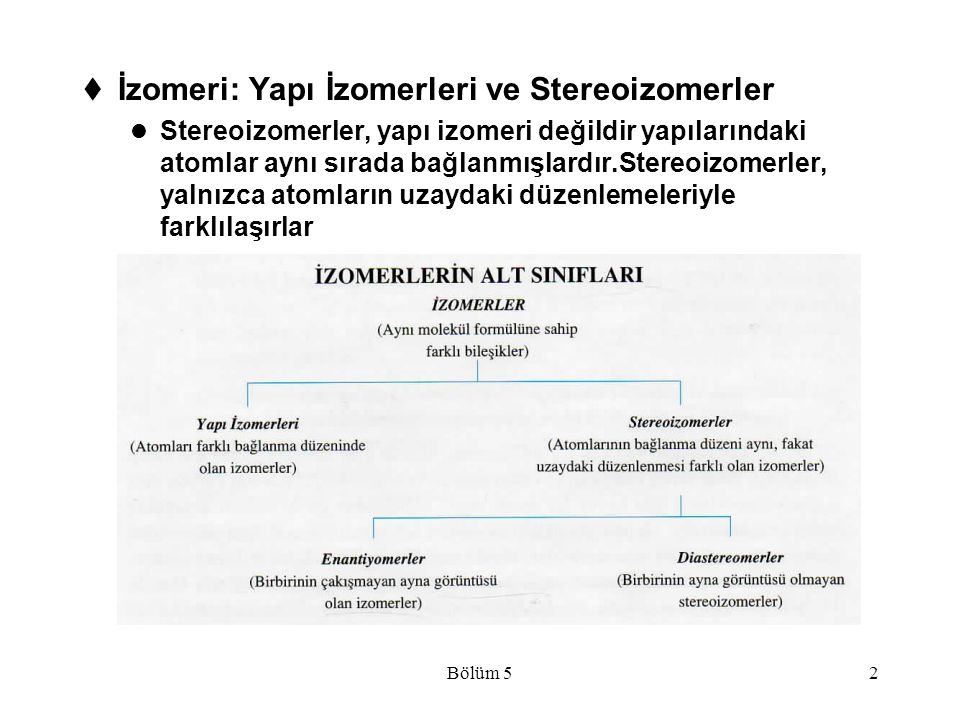 İzomeri: Yapı İzomerleri ve Stereoizomerler
Stereoizomerler, yapı izomeri değildir yapılarındaki
atomlar aynı sırada bağlanmışlardır.Stereoizomerler,
yalnızca atomların uzaydaki düzenlemeleriyle
farklılaşırlar
İZOMERLERİN ALT SINIFLARI
İZOMERLER
(Aynı molekül formülüne sahip
farklı bileşikler)
Yapı İzomerleri
(Atomları farklı bağlanma düzeninde
olan izomerler)
Stereoizomerler
(Atomlarının bağlanma düzeni aynı, fakat
uzaydaki düzenlenmesi farklı olan izomerler)
Enantiyomerler
(Birbirinin çakışmayan ayna görüntüsü
olan izomerler)
Diastereomerler
(Birbirinin ayna görüntüsü olmayan
stereoizomerler)
Bölüm 5
2